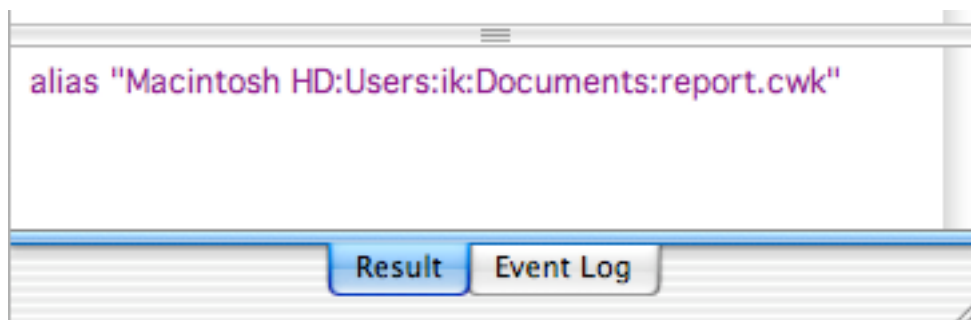 alias "Macintosh HD:Users:ik:Documents:report.cwk"
Result Event Log